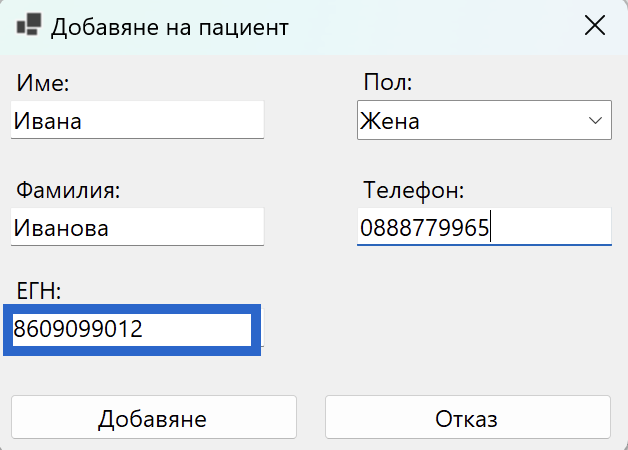 Добавяне на пациент
Име:
Ивана
Пол:
Жена
Фамилия:
Иванова
Телефон:
0888779965
ЕГН:
8609099012
Добавяне
Отказ